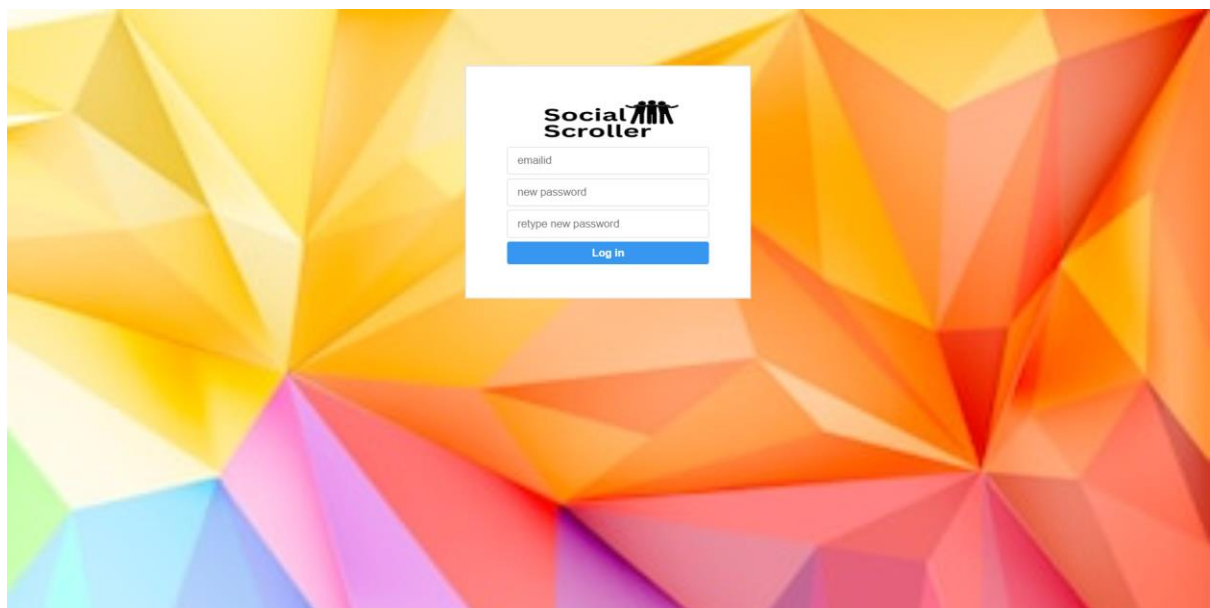 Social
Scroller
emailid
new password
retype new password
Log in